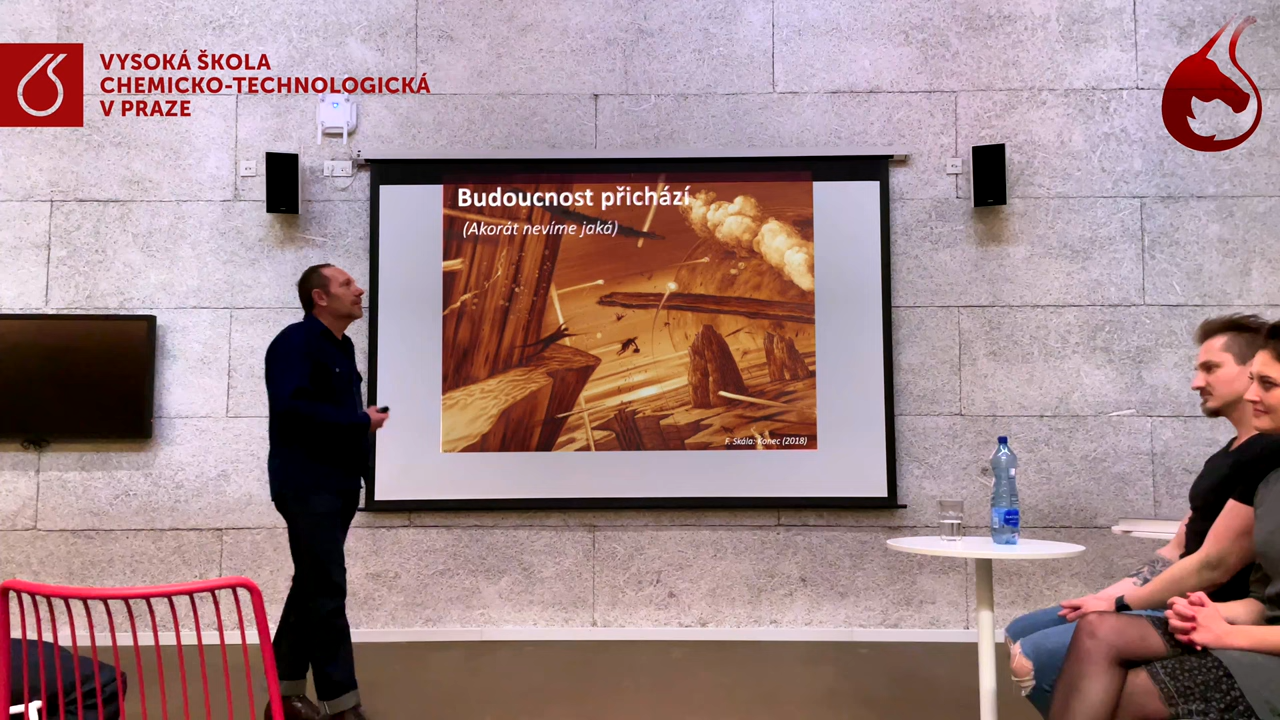 VYSOKÁ ŠKOLA
CHEMICKO-TECHNOLOGICKÁ
V PRAZE
Budoucnost přichází
(Akorát nevíme jaká)
F. Skála: Konec (2018)